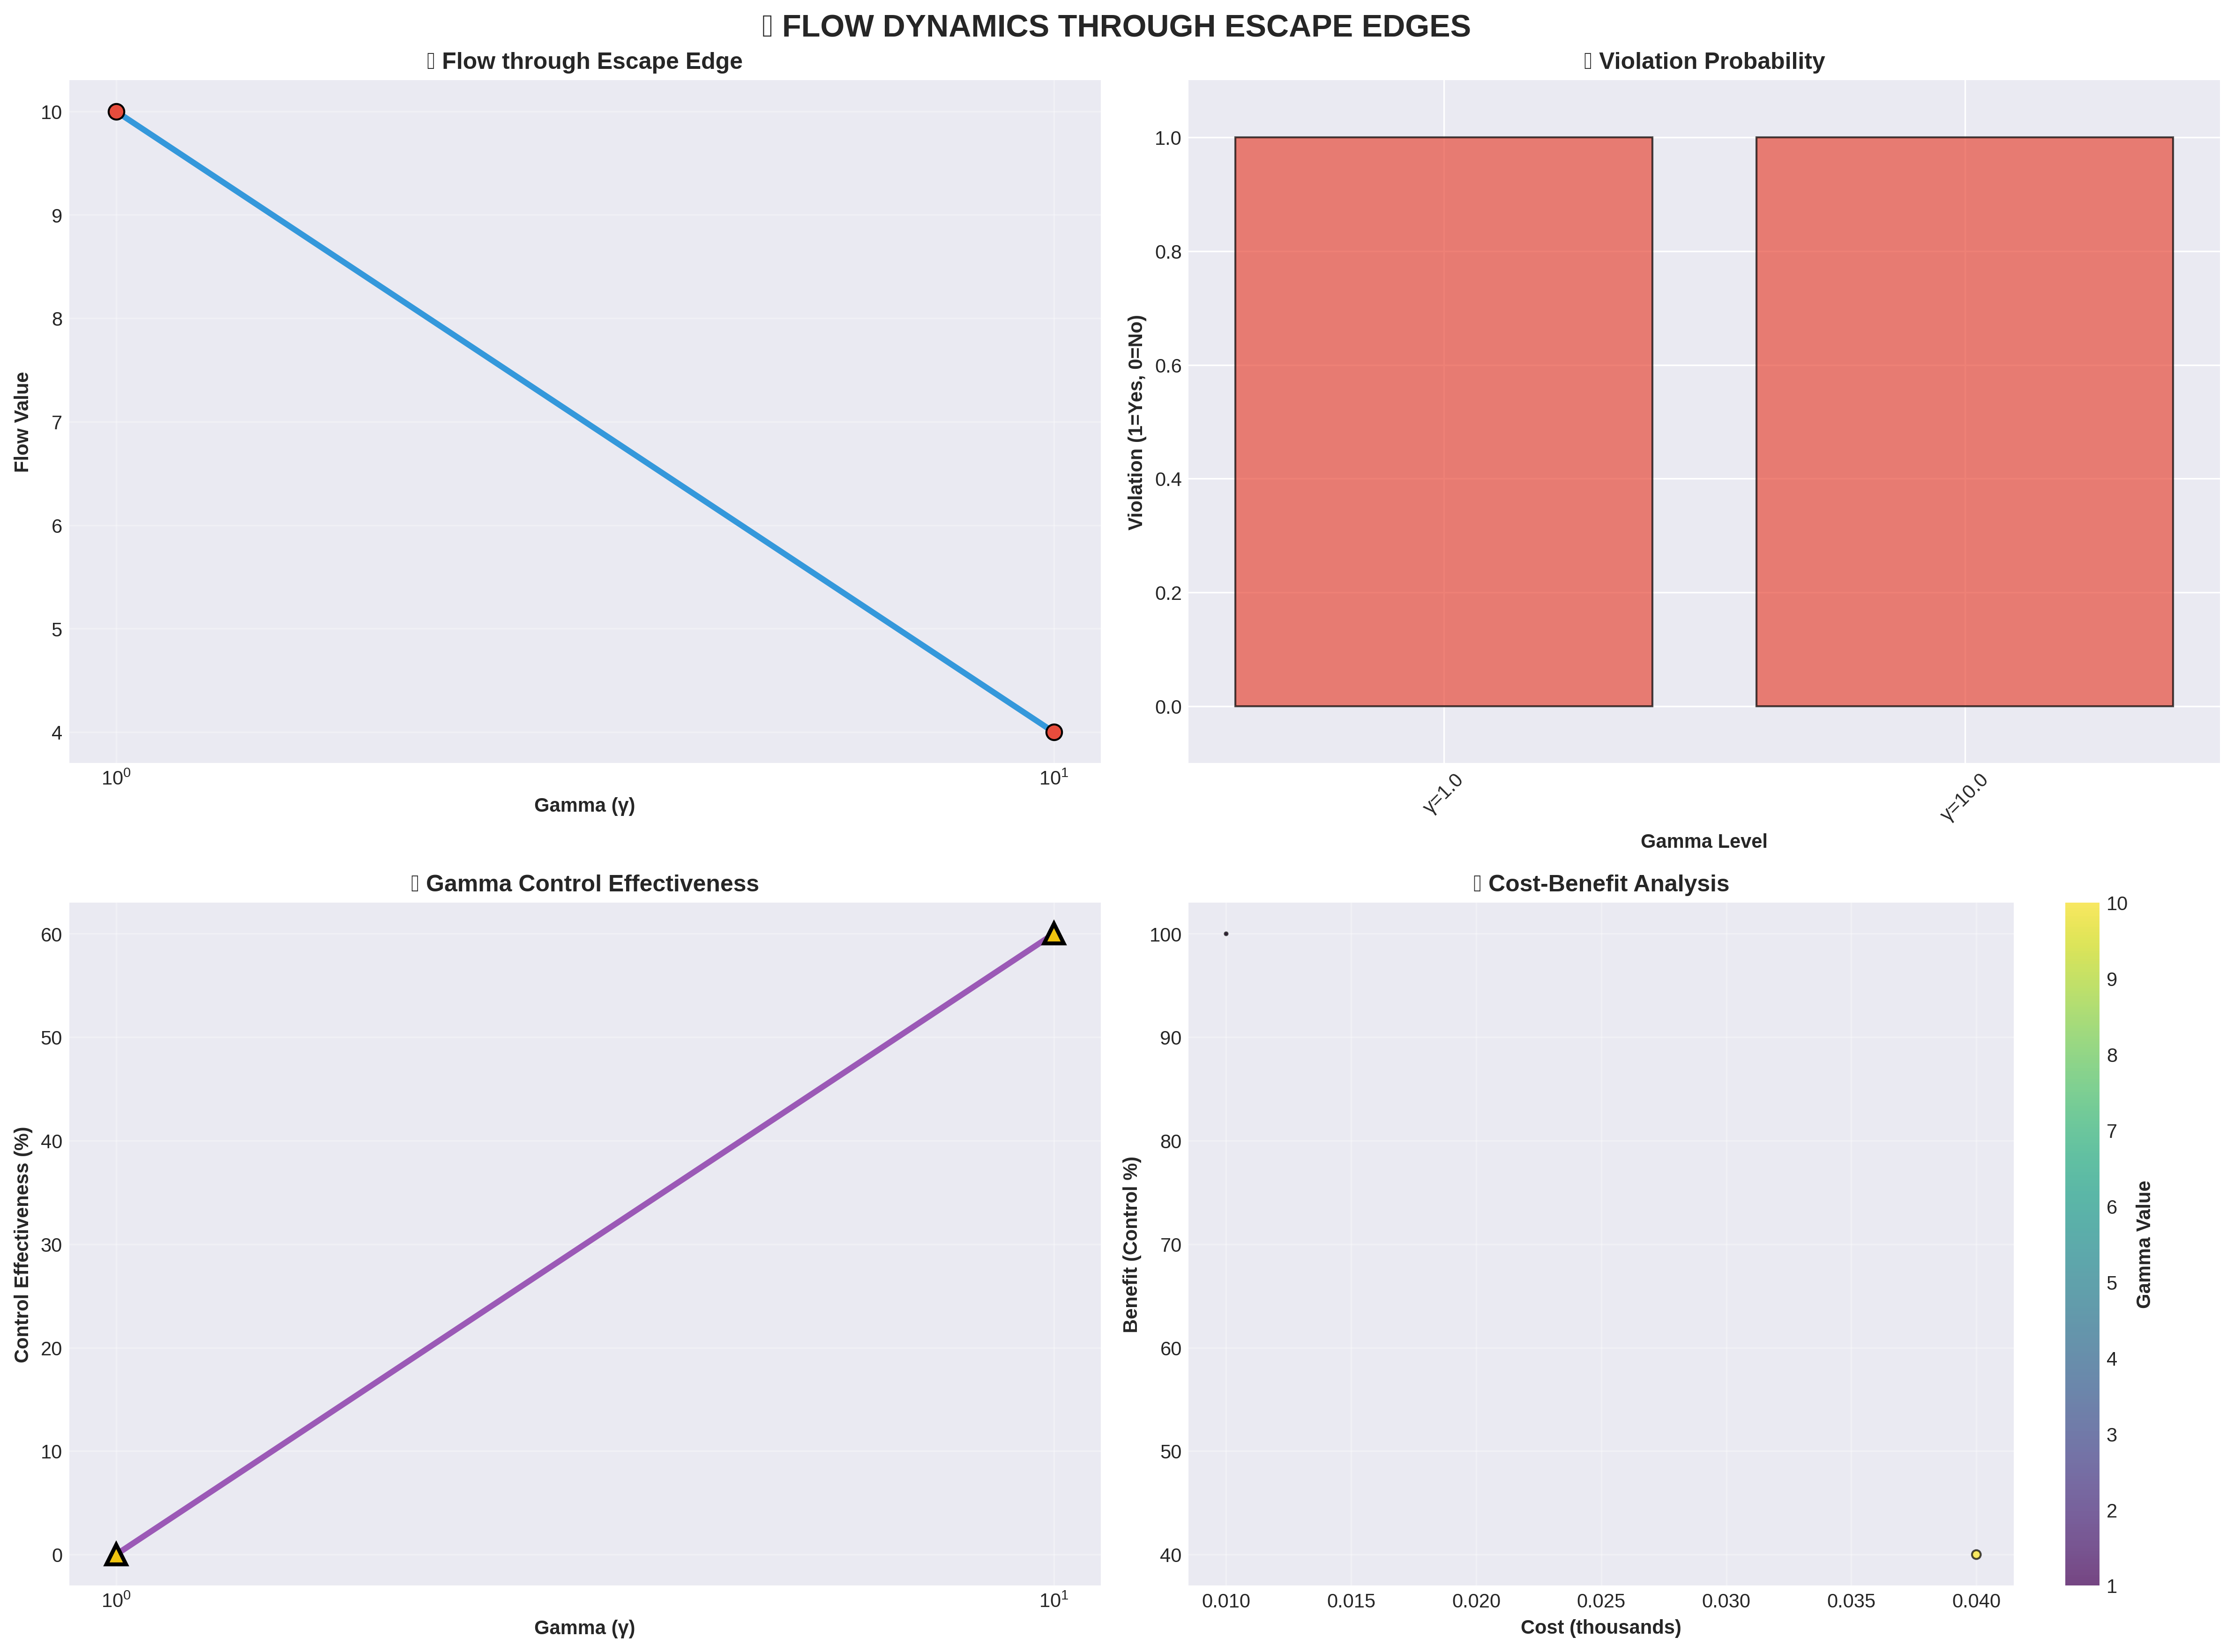 ▯ FLOW DYNAMICS THROUGH ESCAPE EDGES
▯ Flow through Escape Edge
10
9
8
7
6
5
4
Flow Value
10⁰ 10¹
Gamma (γ)
▯ Violation Probability
1.0
0.8
0.6
0.4
0.2
0.0
Violation (1=Yes, 0=No)
γ=1.0 γ=10.0
Gamma Level
▯ Gamma Control Effectiveness
60
50
40
30
20
10
0
Control Effectiveness (%)
10⁰ 10¹
Gamma (γ)
▯ Cost-Benefit Analysis
100
90
80
70
60
50
40
Benefit (Control %)
0.010 0.015 0.020 0.025 0.030 0.035 0.040
Cost (thousands)
10
9
8
7
6
5
4
3
2
1
Gamma Value